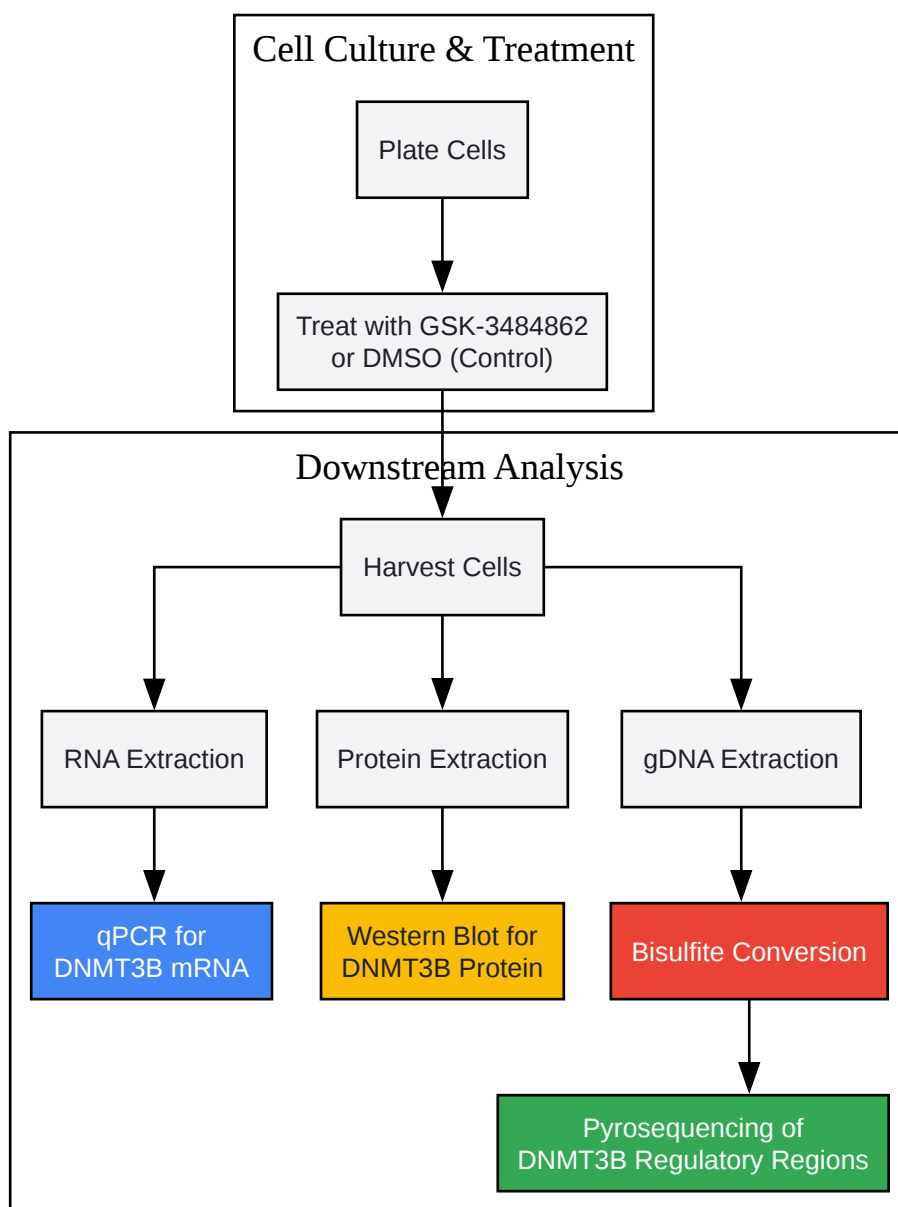 Cell Culture & Treatment
Plate Cells
Treat with GSK-3484862
or DMSO (Control)
Downstream Analysis
Harvest Cells
RNA Extraction
Protein Extraction
gDNA Extraction
qPCR for
DNMT3B mRNA
Western Blot for
DNMT3B Protein
Bisulfite Conversion
Pyrosequencing of
DNMT3B Regulatory Regions